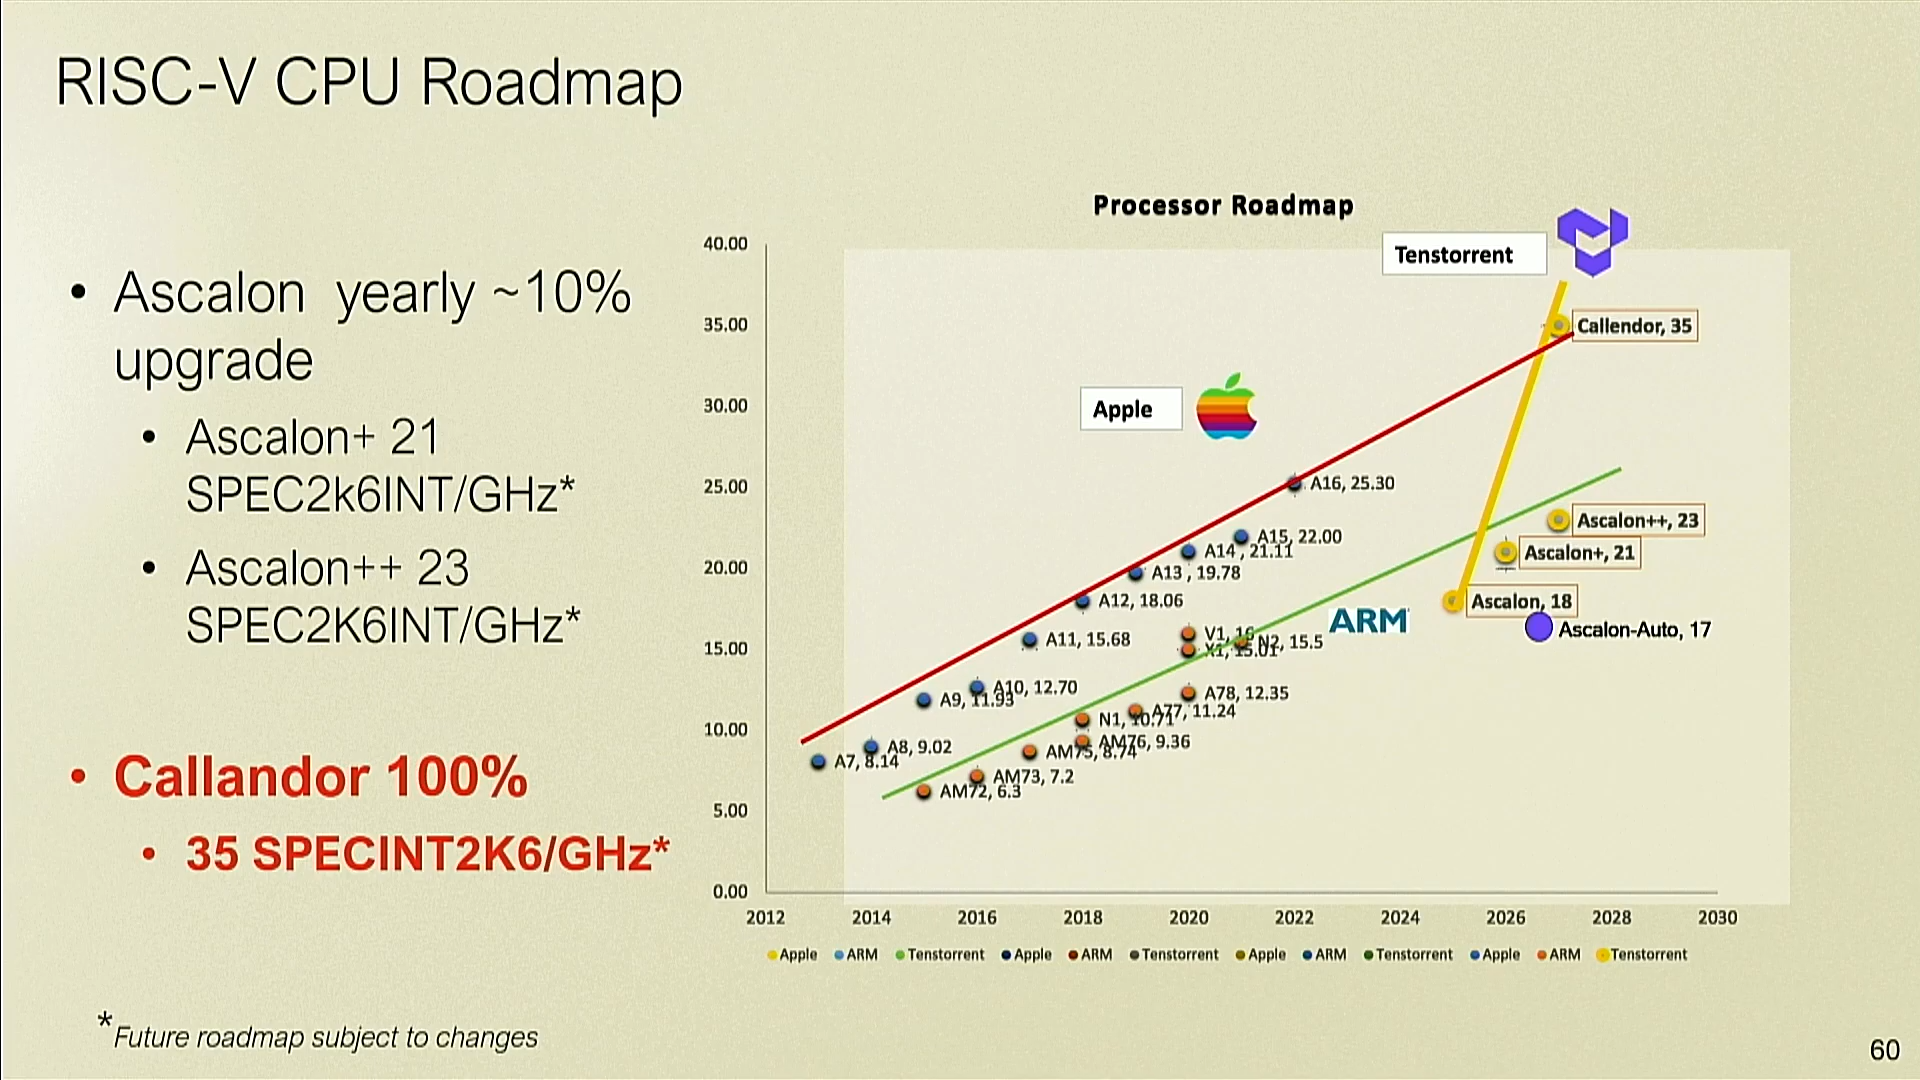 RISC-V CPU Roadmap
• Ascalon yearly ~10%
upgrade
• Ascalon+ 21
SPEC2k6INT/GHz*
• Ascalon++ 23
SPEC2K6INT/GHz*
• Callandor 100%
• 35 SPECINT2K6/GHz*
*Future roadmap subject to changes
Processor Roadmap
40.00
35.00
30.00
25.00
20.00
15.00
10.00
5.00
0.00
Tenstorrent
Callendor, 35
Apple
A16, 25.30
A15, 22.00
A14 , 21.11
A13 , 19.78
A12, 18.06
A11, 15.68
A10, 12.70
A9, 11.93
A8, 9.02
A7, 8.14
Ascalon++, 23
Ascalon+, 21
Ascalon, 18
Ascalon-Auto, 17
ARM
V1, 16
N2, 15.5
X1, 15.01
A78, 12.35
A77, 11.24
N1, 10.71
AM76, 9.36
AM75, 8.74
AM73, 7.2
AM72, 6.3
2012 2014 2016 2018 2020 2022 2024 2026 2028 2030
Apple ARM Tenstorrent Apple ARM Tenstorrent Apple ARM Tenstorrent Apple ARM Tenstorrent
60